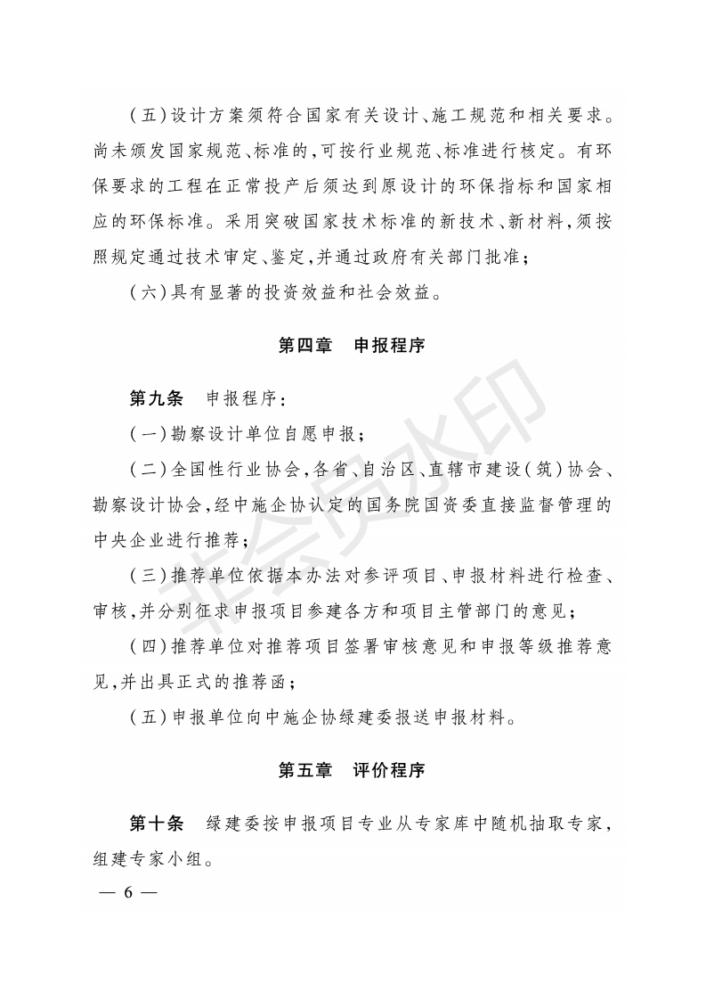 (五)设计方案须符合国家有关设计、施工规范和相关要求。
尚未颁发国家规范、标准的,可按行业规范、标准进行核定。有环
保要求的工程在正常投产后须达到原设计的环保指标和国家相
应的环保标准。采用突破国家技术标准的新技术、新材料,须按
照规定通过技术审定、鉴定,并通过政府有关部门批准;
(六)具有显著的投资效益和社会效益。
第四章　申报程序
第九条　申报程序:
(一)勘察设计单位自愿申报;
(二)全国性行业协会,各省、自治区、直辖市建设(筑)协会、
勘察设计协会,经中施企协认定的国务院国资委直接监督管理的
中央企业进行推荐;
(三)推荐单位依据本办法对参评项目、申报材料进行检查、
审核,并分别征求申报项目参建各方和项目主管部门的意见;
(四)推荐单位对推荐项目签署审核意见和申报等级推荐意
见,并出具正式的推荐函;
(五)申报单位向中施企协绿建委报送申报材料。
第五章　评价程序
第十条　绿建委按申报项目专业从专家库中随机抽取专家,
组建专家小组。
— 6 —
非会员水印